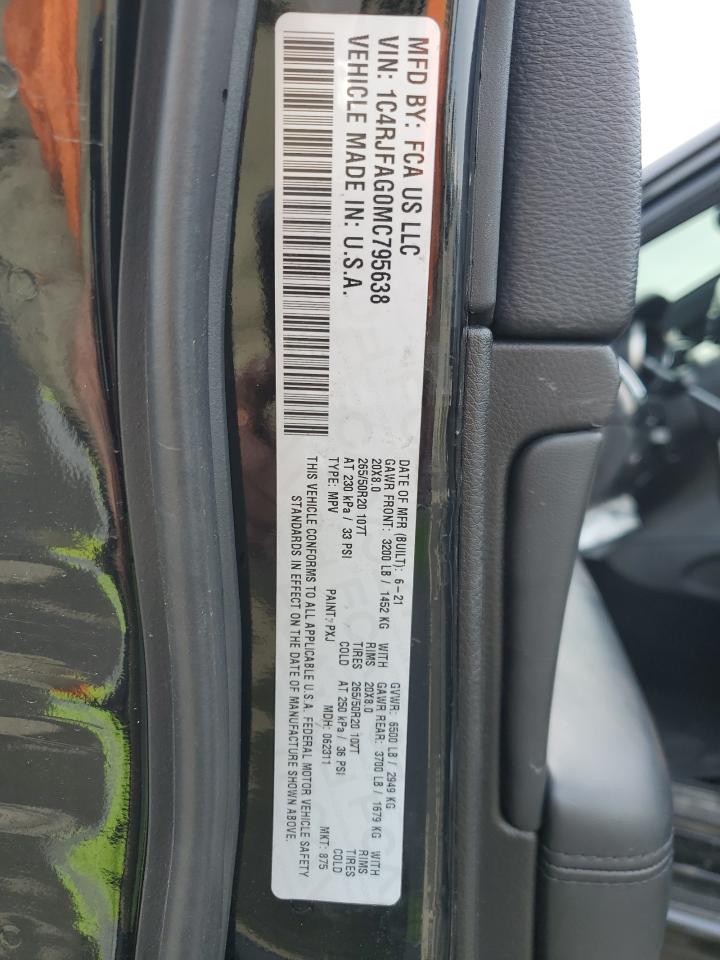 MFD BY: FCA US LLC
VIN: 1C4RJFAG0MC795638
VEHICLE MADE IN: U.S.A.
DATE OF MFR (BUILT): 6-21 GVWR: 6500 LB / 2949 KG
GAWR FRONT: 3200 LB / 1452 KG WITH GAWR REAR: 3700 LB / 1679 KG WITH
20X8.0 RIMS 20X8.0 RIMS
265/50R20 107T TIRES 265/50R20 107T TIRES
AT 230 kPa / 33 PSI COLD AT 250 kPa / 36 PSI COLD
TYPE: MPV PAINT: PXJ MDH: 062311 MKT: 875
THIS VEHICLE CONFORMS TO ALL APPLICABLE U.S.A. FEDERAL MOTOR VEHICLE SAFETY
STANDARDS IN EFFECT ON THE DATE OF MANUFACTURE SHOWN ABOVE.